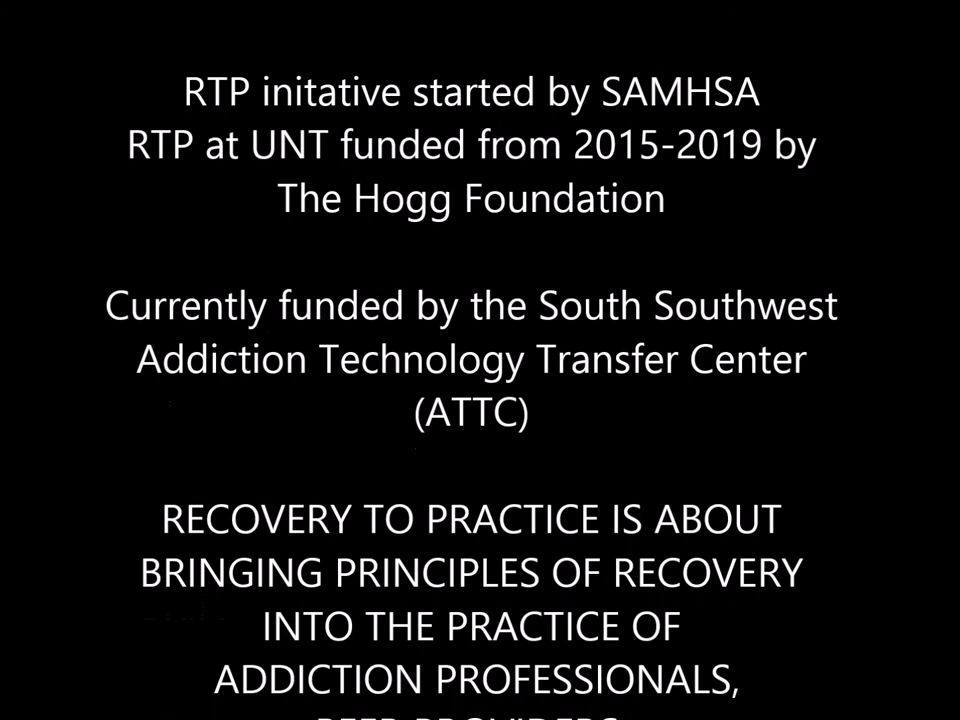 RTP initative started by SAMHSA
RTP at UNT funded from 2015-2019 by
The Hogg Foundation
Currently funded by the South Southwest
Addiction Technology Transfer Center
(ATTC)
RECOVERY TO PRACTICE IS ABOUT
BRINGING PRINCIPLES OF RECOVERY
INTO THE PRACTICE OF
ADDICTION PROFESSIONALS,